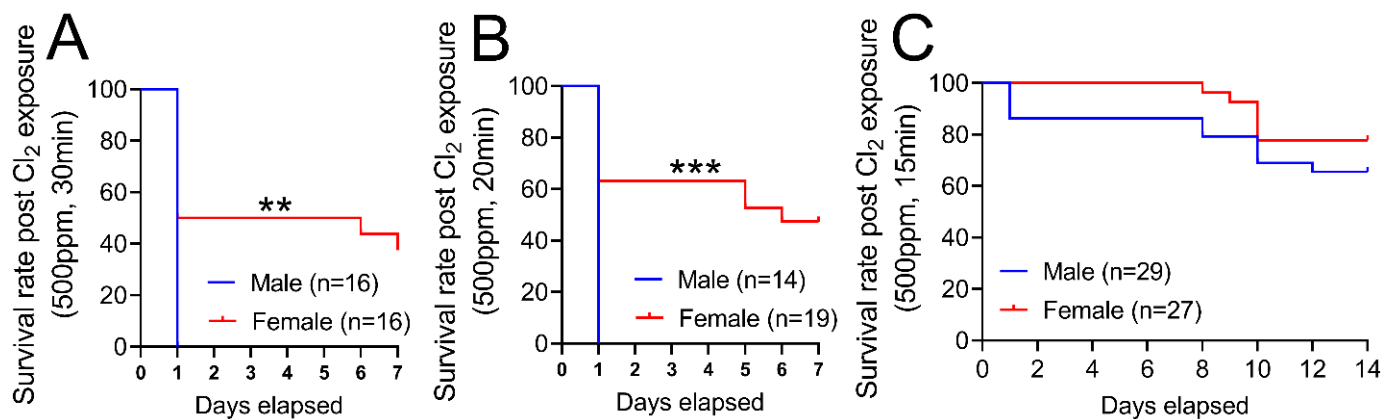 A
Survival rate post Cl₂ exposure
(500ppm, 30min)
100
80
60
40
20
0
**
Male (n=16)
Female (n=16)
0 1 2 3 4 5 6 7
Days elapsed
B
Survival rate post Cl₂ exposure
(500ppm, 20min)
100
80
60
40
20
0
***
Male (n=14)
Female (n=19)
0 1 2 3 4 5 6 7
Days elapsed
C
Survival rate post Cl₂ exposure
(500ppm, 15min)
100
80
60
40
20
0
Male (n=29)
Female (n=27)
0 2 4 6 8 10 12 14
Days elapsed